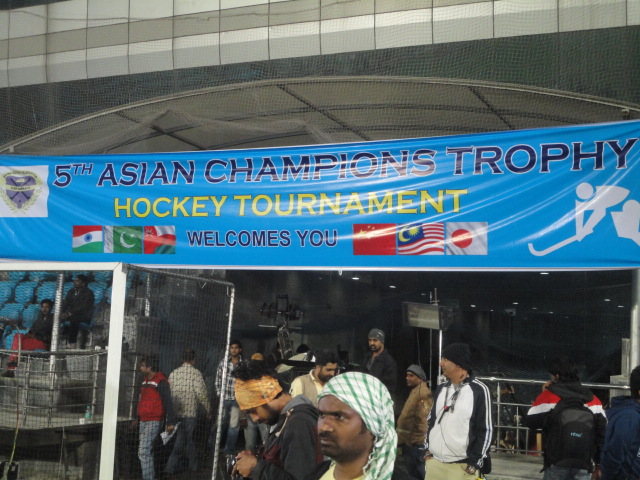 5TH ASIAN CHAMPIONS TROPHY
HOCKEY TOURNAMENT
WELCOMES YOU